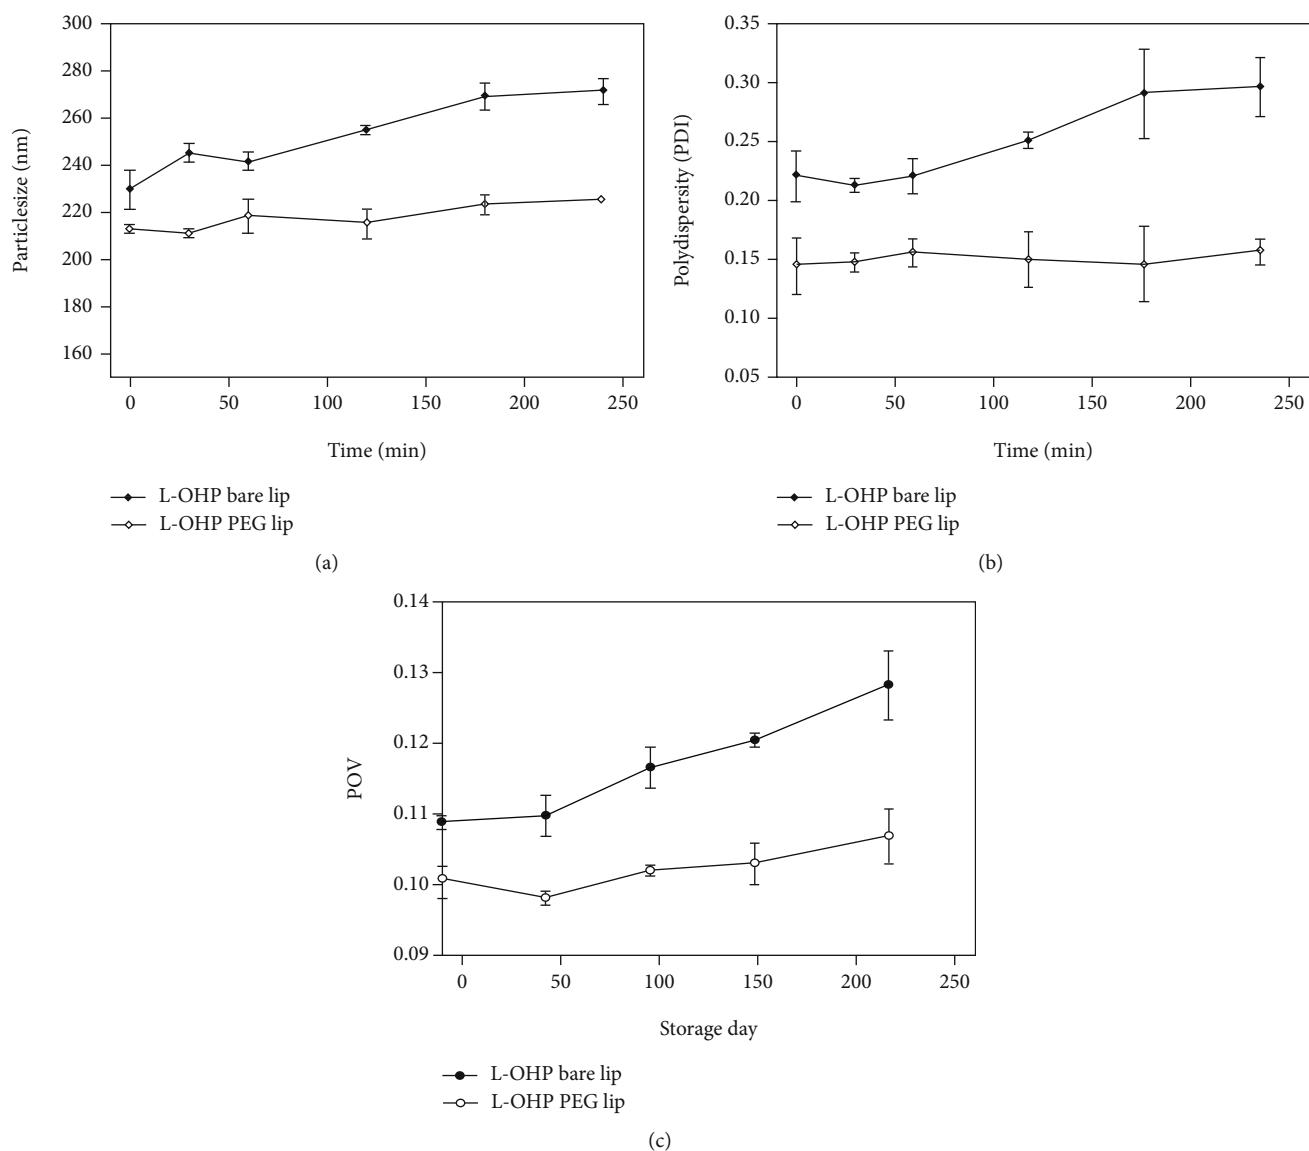 300
280
260
240
220
200
180
160
Particlesize (nm)
0 50 100 150 200 250
Time (min)
L-OHP bare lip
L-OHP PEG lip
(a)
0.35
0.30
0.25
0.20
0.15
0.10
0.05
Polydispersity (PDI)
0 50 100 150 200 250
Time (min)
L-OHP bare lip
L-OHP PEG lip
(b)
0.14
0.13
0.12
0.11
0.10
0.09
POV
0 50 100 150 200 250
Storage day
L-OHP bare lip
L-OHP PEG lip
(c)